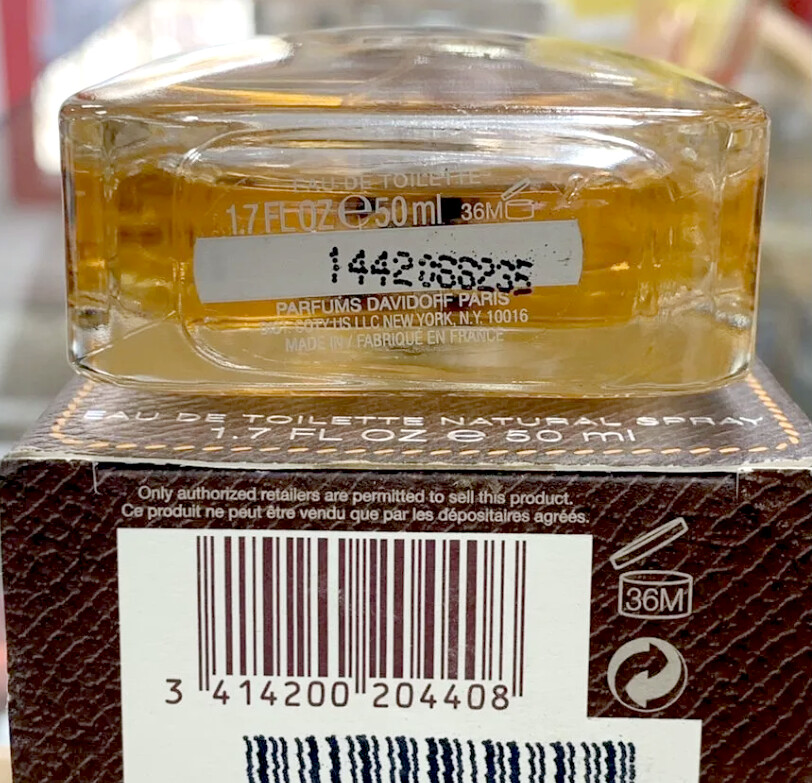 EAU DE TOILETTE
1.7 FL OZ ℮ 50 ml 36M
1442
PARFUMS DAVIDOFF PARIS
COTY US LLC NEW YORK, N.Y. 10016
MADE IN / FABRIQUÉ EN FRANCE
EAU DE TOILETTE NATURAL SPRAY
1.7 FL OZ ℮ 50 ml
Only authorized retailers are permitted to sell this product.
Ce produit ne peut être vendu que par les dépositaires agréés.
36M
3 414200 204408